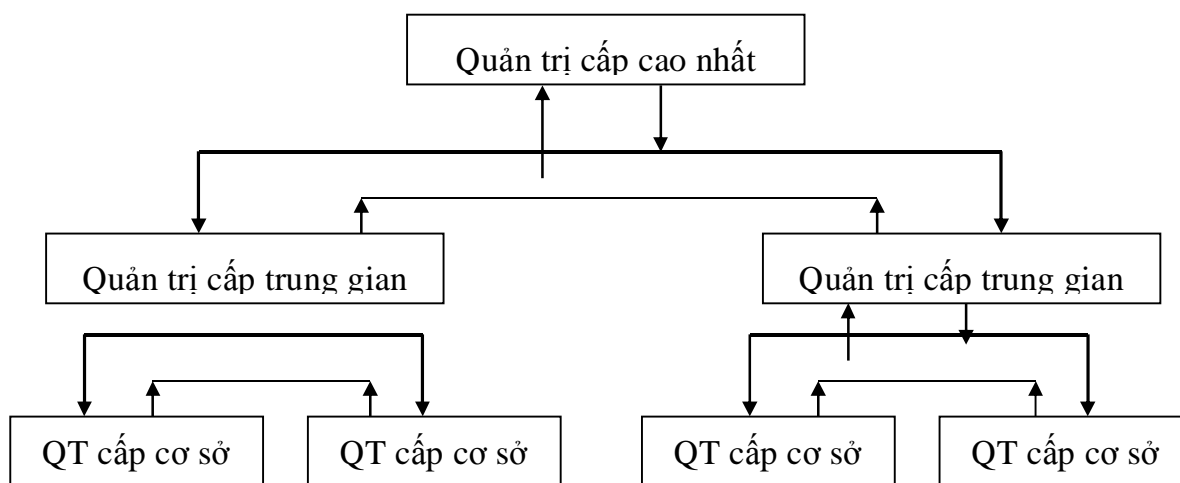 Quản trị cấp cao nhất
Quản trị cấp trung gian
Quản trị cấp trung gian
QT cấp cơ sở
QT cấp cơ sở
QT cấp cơ sở
QT cấp cơ sở